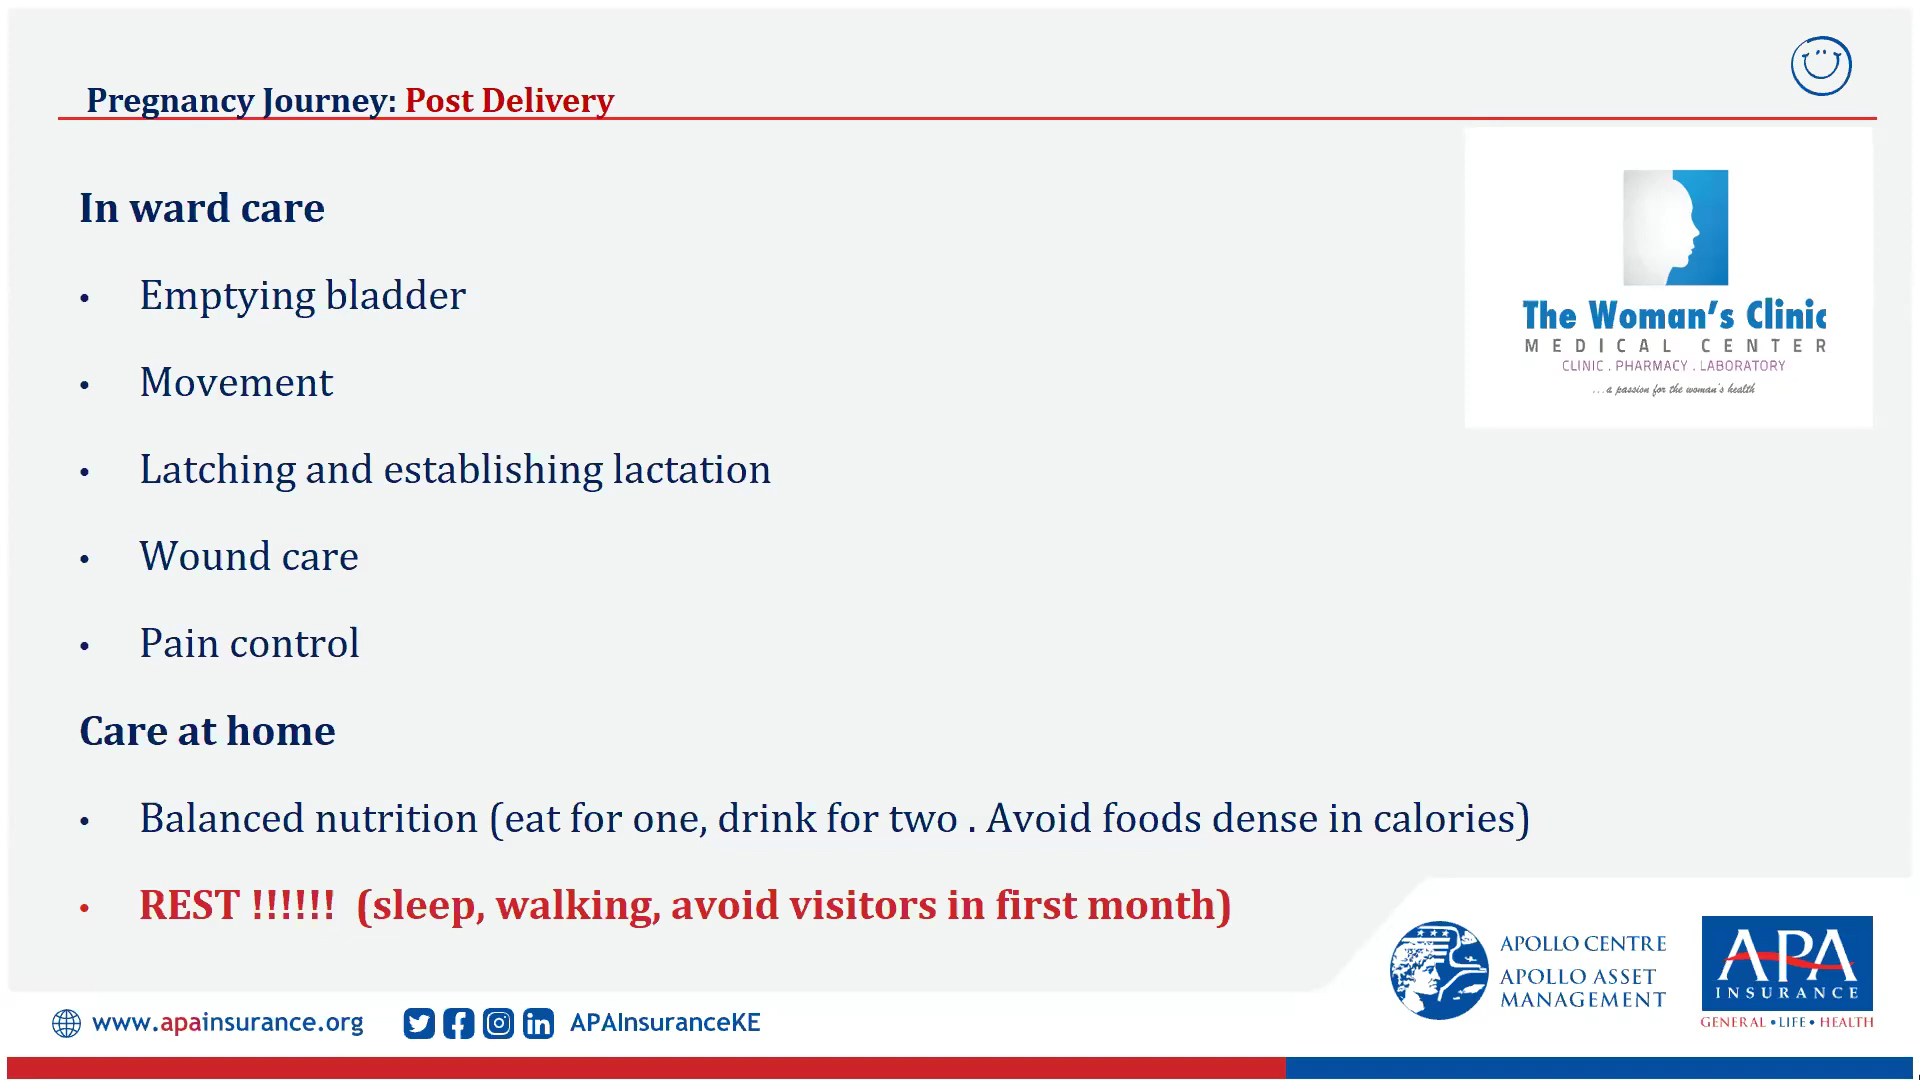 Pregnancy Journey: Post Delivery
The Woman's Clinic
MEDICAL CENTER
CLINIC . PHARMACY . LABORATORY
...a passion for the woman's health
In ward care
• Emptying bladder
• Movement
• Latching and establishing lactation
• Wound care
• Pain control
Care at home
• Balanced nutrition (eat for one, drink for two . Avoid foods dense in calories)
• REST !!!!!! (sleep, walking, avoid visitors in first month)
APOLLO CENTRE
APOLLO ASSET
MANAGEMENT
APA
INSURANCE
GENERAL • LIFE • HEALTH
www.apainsurance.org
APAInsuranceKE